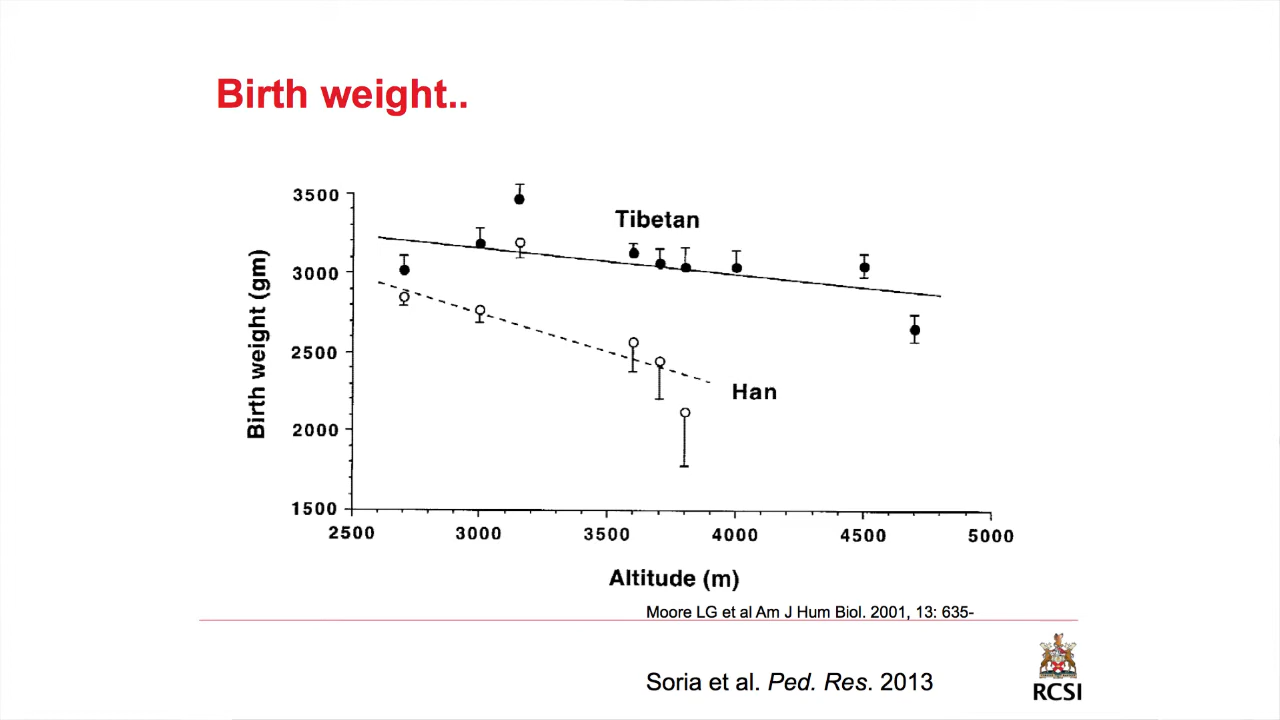 Birth weight..
3500
3000
2500
2000
1500
Birth weight (gm)
Tibetan
Han
2500 3000 3500 4000 4500 5000
Altitude (m)
Moore LG et al Am J Hum Biol. 2001, 13: 635-
Soria et al. Ped. Res. 2013
RCSI